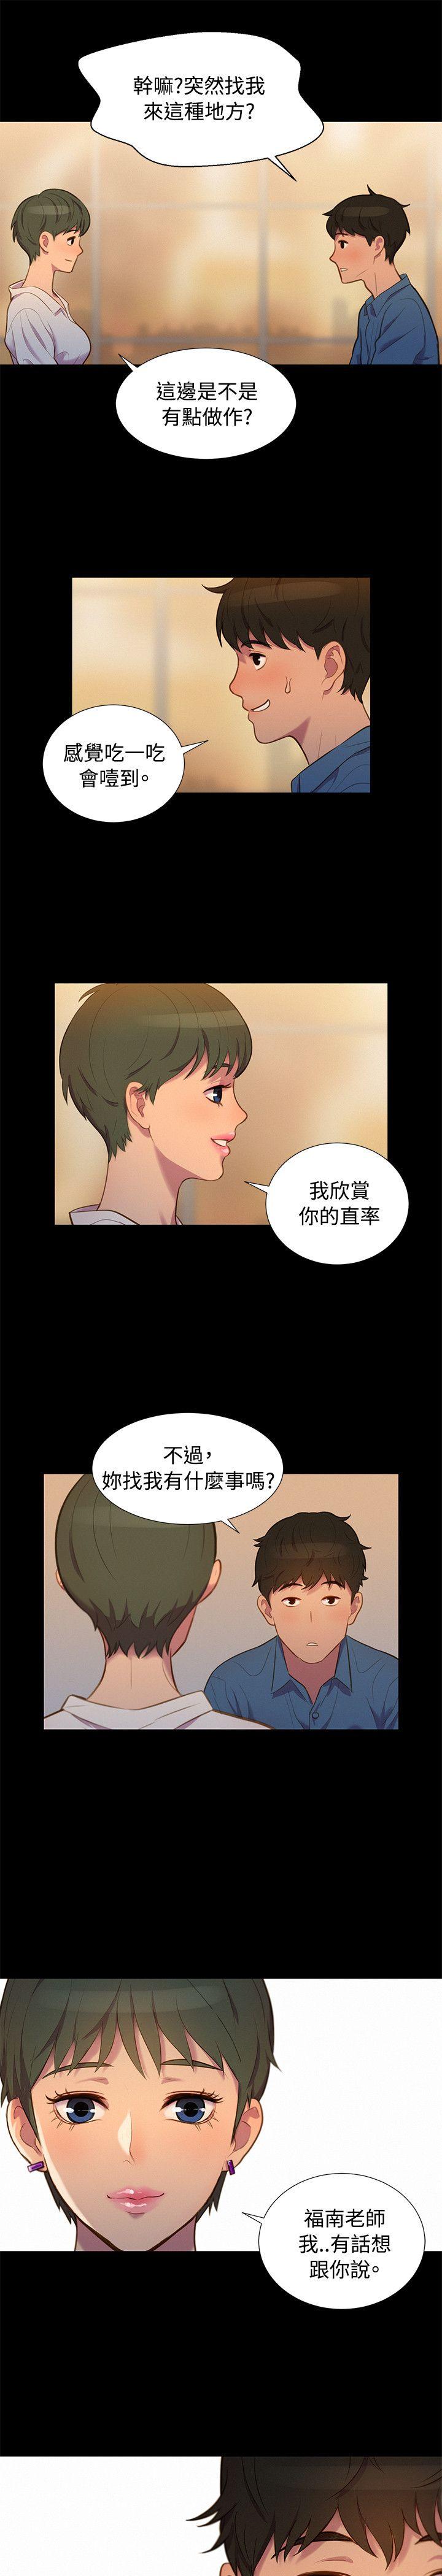 幹嘛?突然找我
來這種地方?
這邊是不是
有點做作?
感覺吃一吃
會噎到。
我欣賞
你的直率
不過,
妳找我有什麼事嗎?
福南老師
我..有話想
跟你說。